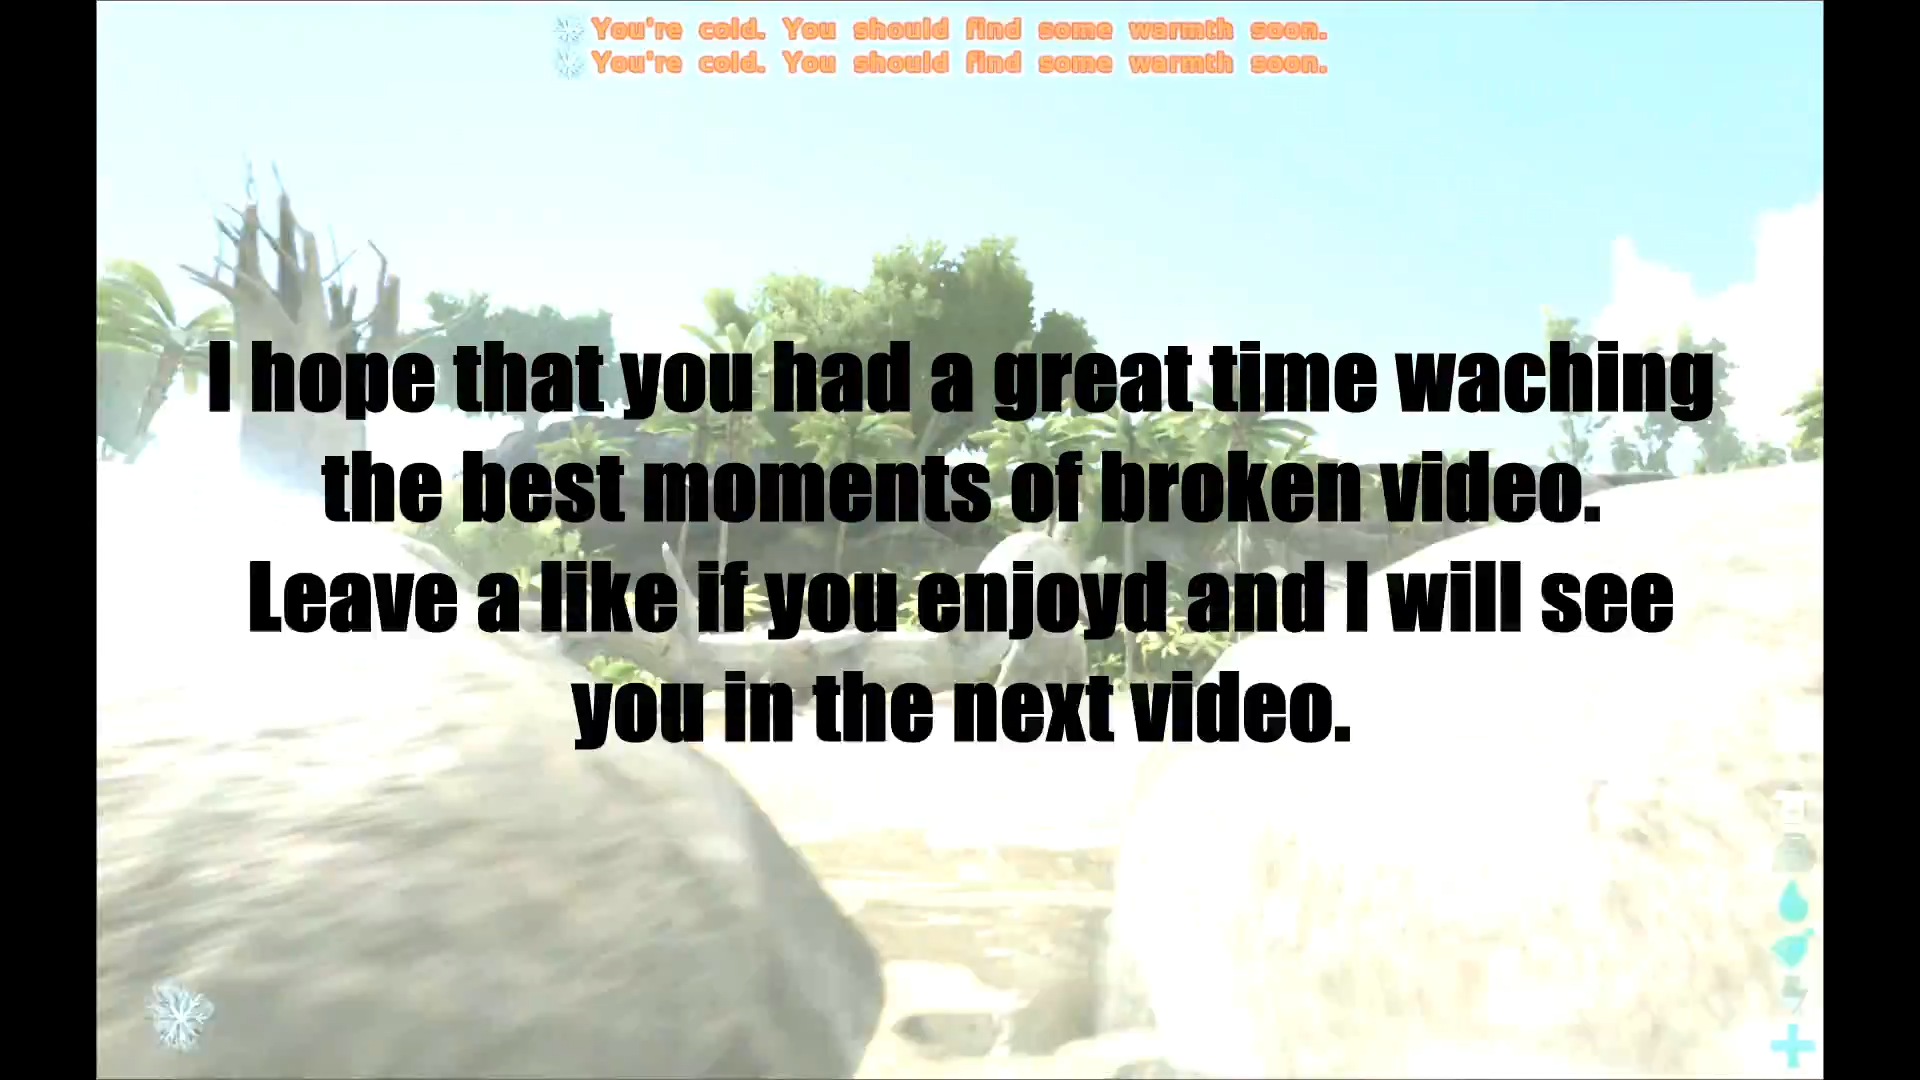 You're cold. You should find some warmth soon.
You're cold. You should find some warmth soon.
I hope that you had a great time waching
the best moments of broken video.
Leave a like if you enjoyd and I will see
you in the next video.